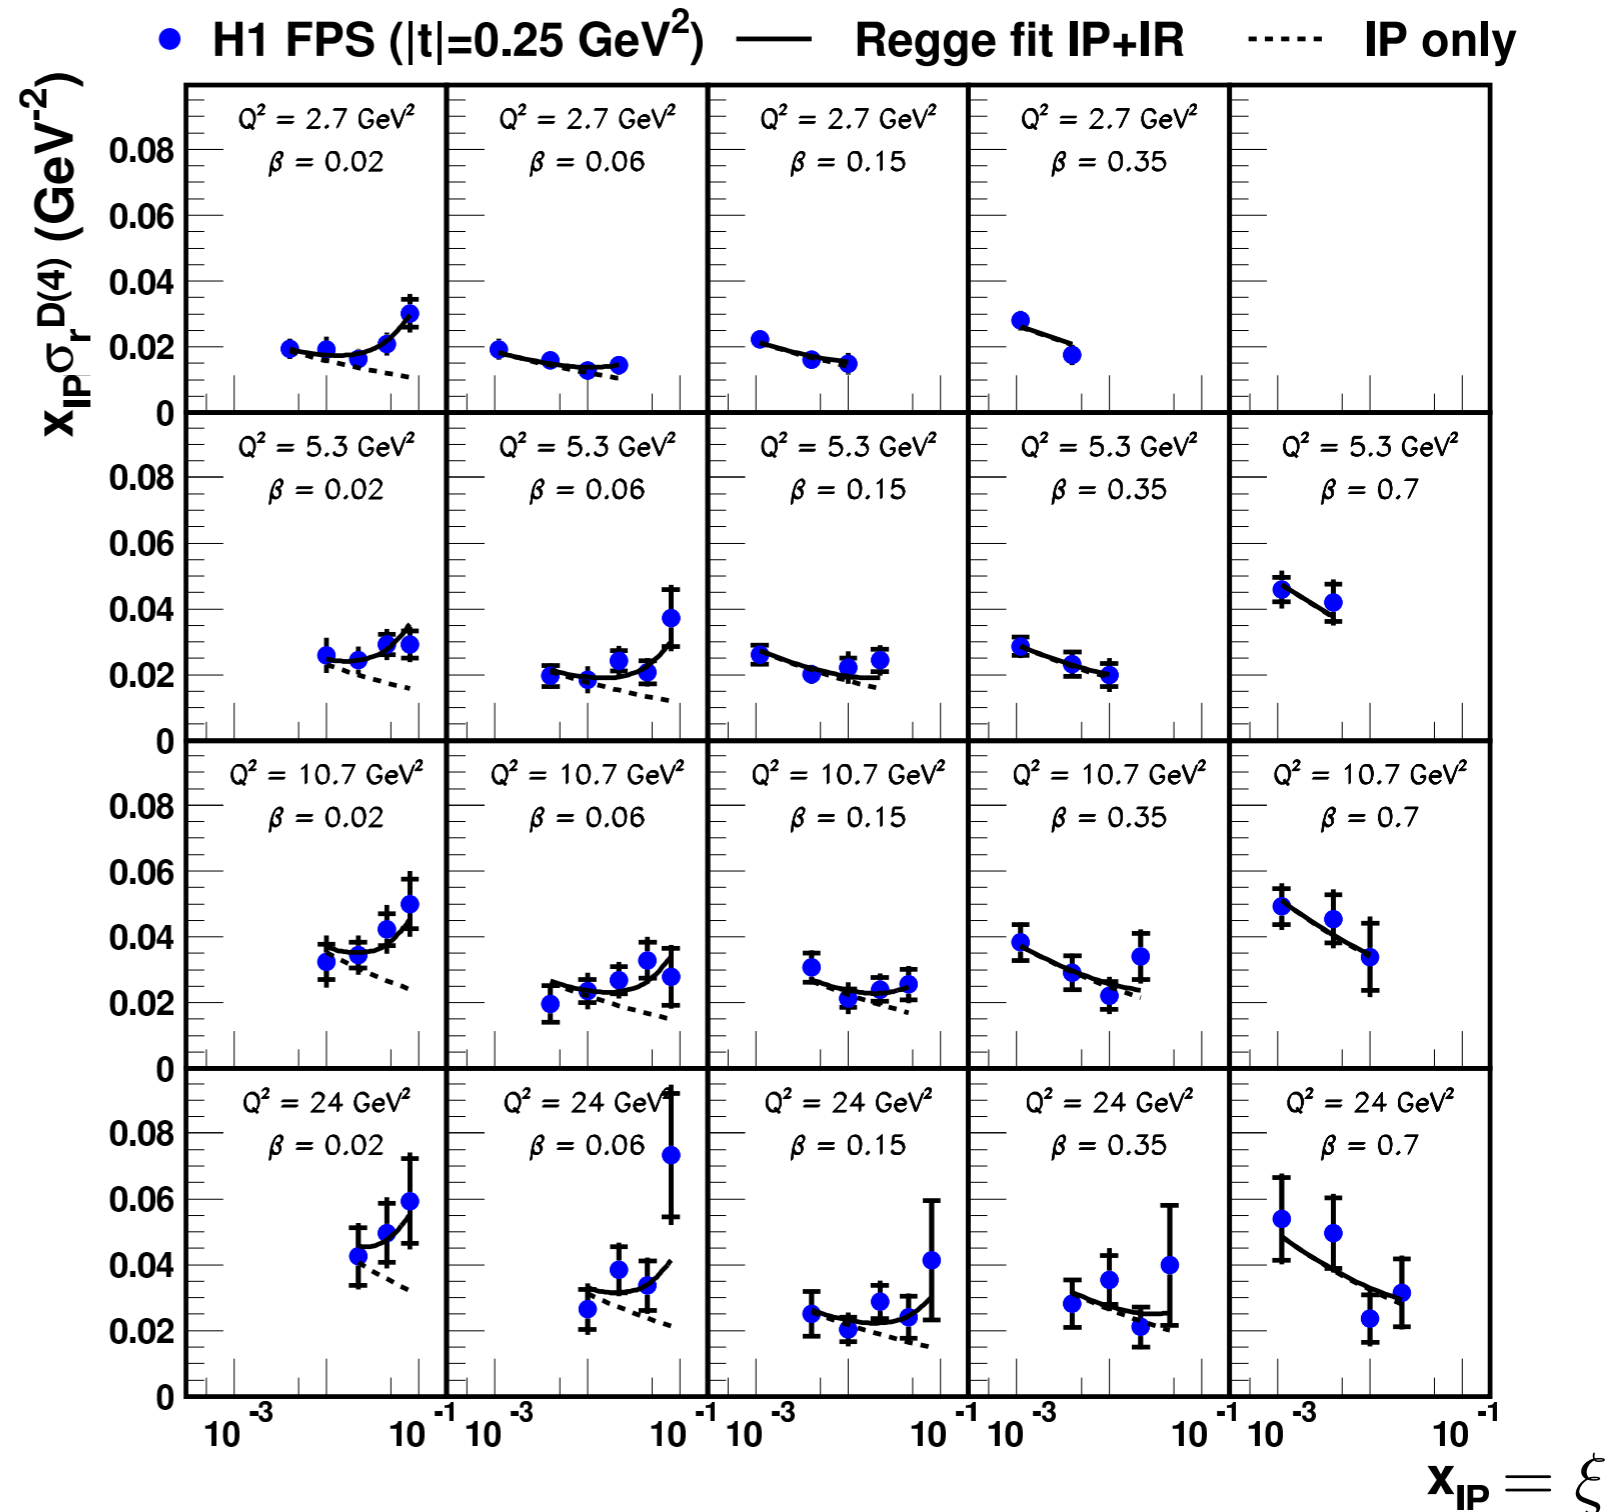 H1 FPS (|t|=0.25 GeV²) Regge fit IP+IR IP only
x_IP σ_r^D(4) (GeV⁻²)
Q² = 2.7 GeV² Q² = 2.7 GeV² Q² = 2.7 GeV² Q² = 2.7 GeV²
β = 0.02 β = 0.06 β = 0.15 β = 0.35
0.08
0.06
0.04
0.02
0
Q² = 5.3 GeV² Q² = 5.3 GeV² Q² = 5.3 GeV² Q² = 5.3 GeV² Q² = 5.3 GeV²
β = 0.02 β = 0.06 β = 0.15 β = 0.35 β = 0.7
0.08
0.06
0.04
0.02
0
Q² = 10.7 GeV² Q² = 10.7 GeV² Q² = 10.7 GeV² Q² = 10.7 GeV² Q² = 10.7 GeV²
β = 0.02 β = 0.06 β = 0.15 β = 0.35 β = 0.7
0.08
0.06
0.04
0.02
0
Q² = 24 GeV² Q² = 24 GeV² Q² = 24 GeV² Q² = 24 GeV² Q² = 24 GeV²
β = 0.02 β = 0.06 β = 0.15 β = 0.35 β = 0.7
0.08
0.06
0.04
0.02
0
10⁻³ 10⁻¹ 10⁻³ 10⁻¹ 10⁻³ 10⁻¹ 10⁻³ 10⁻¹ 10⁻³ 10⁻¹
x_IP = ξ